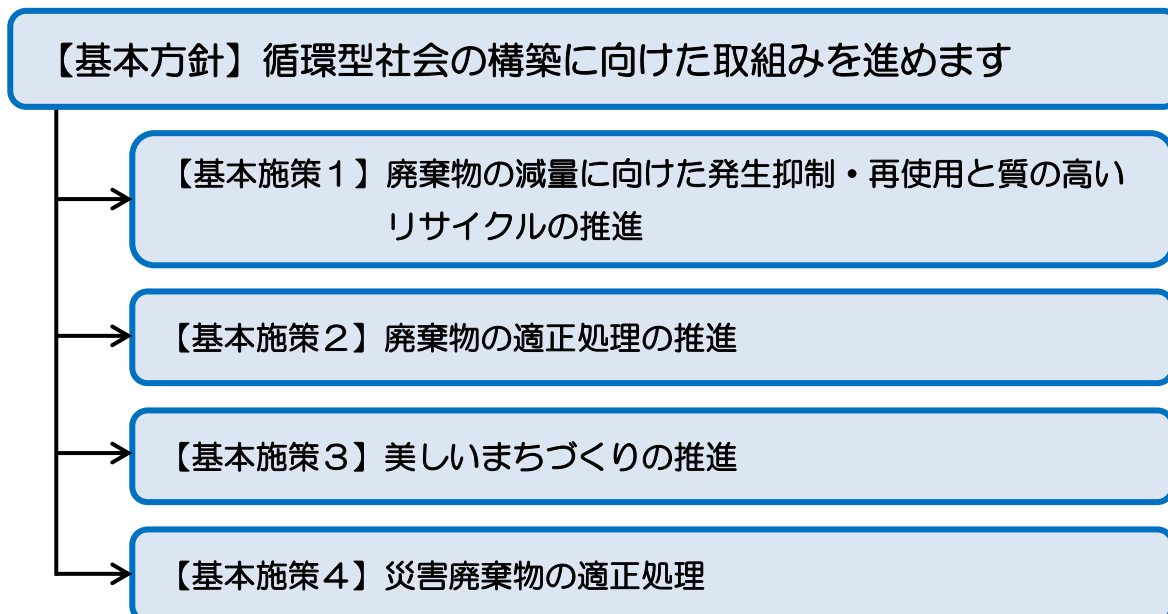 【基本方針】循環型社会の構築に向けた取組みを進めます
【基本施策１】廃棄物の減量に向けた発生抑制・再使用と質の高い
リサイクルの推進
【基本施策２】廃棄物の適正処理の推進
【基本施策３】美しいまちづくりの推進
【基本施策４】災害廃棄物の適正処理